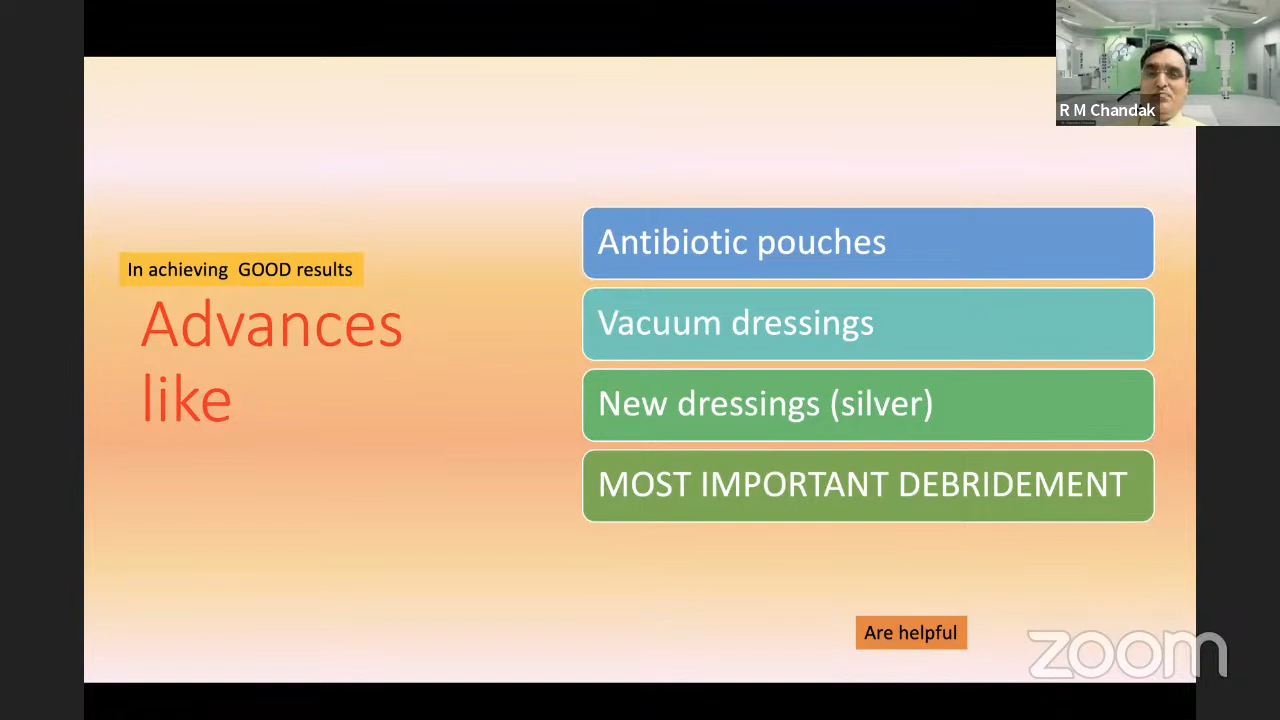 R M Chandak
In achieving GOOD results
Advances
like
Antibiotic pouches
Vacuum dressings
New dressings (silver)
MOST IMPORTANT DEBRIDEMENT
Are helpful
zoom